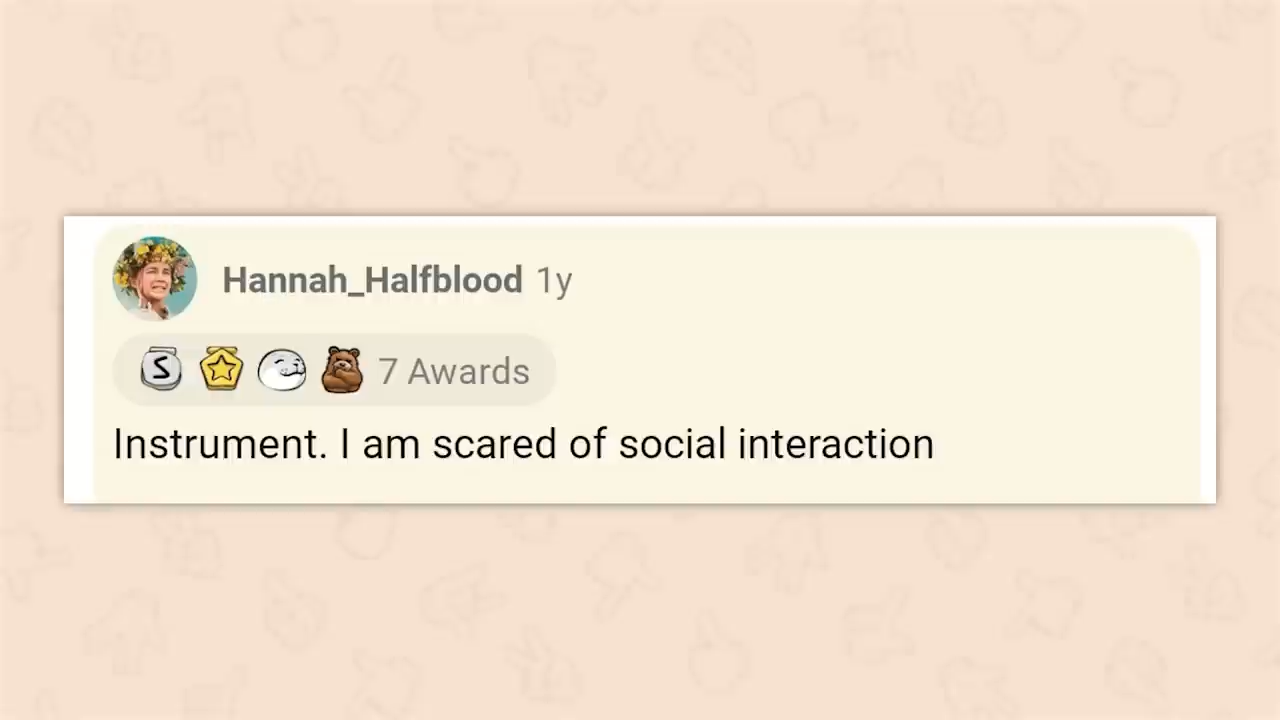 Hannah_Halfblood 1y
S 7 Awards
Instrument. I am scared of social interaction